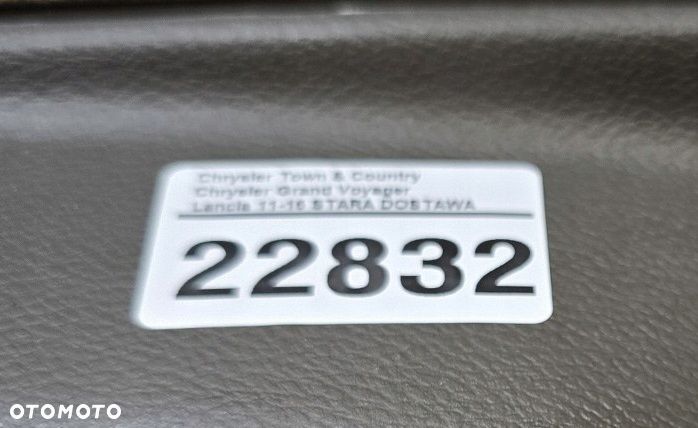 Chrysler Town & Country
Chrysler Grand Voyager
Lancia 11-16 STARA DOSTAWA
22832
OTOMOTO